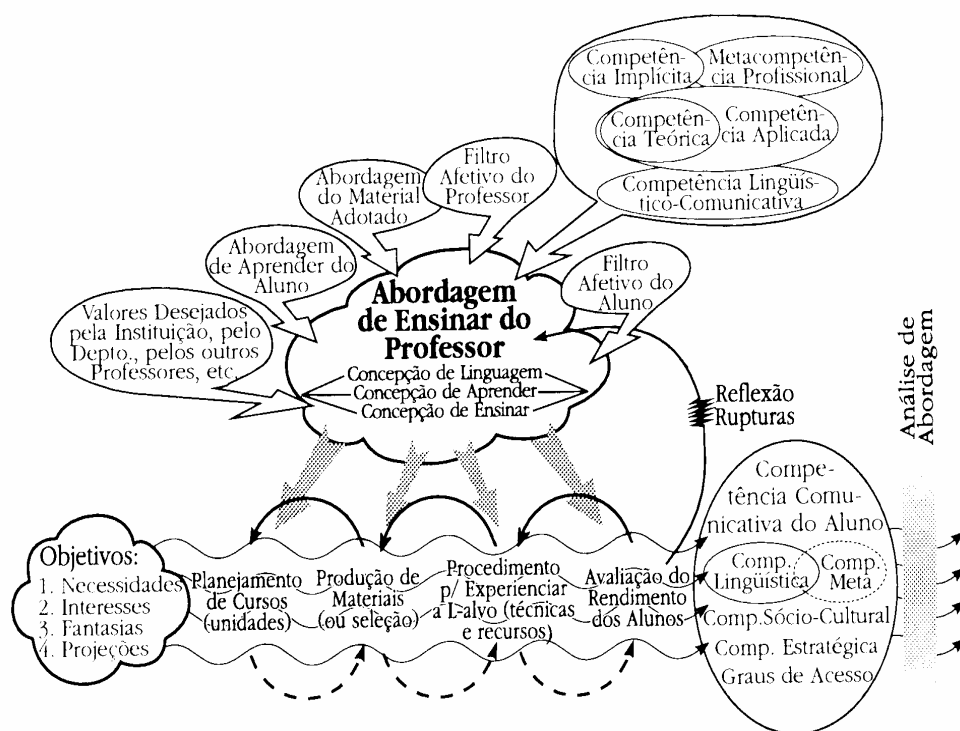 Competên-
cia Implícita
Metacompetên-
cia Profissional
Competên-
cia Teórica
Competên-
cia Aplicada
Competência Lingüís-
tico-Comunicativa
Filtro
Afetivo do
Professor
Abordagem
do Material
Adotado
Abordagem
de Aprender do
Aluno
Filtro
Afetivo do
Aluno
Valores Desejados
pela Instituição, pelo
Depto., pelos outros
Professores, etc.
Abordagem
de Ensinar do
Professor
Concepção de Linguagem
Concepção de Aprender
Concepção de Ensinar
Reflexão
Rupturas
Análise de
Abordagem
Objetivos:
1. Necessidades
2. Interesses
3. Fantasias
4. Projeções
Planejamento
de Cursos
(unidades)
Produção de
Materiais
(ou seleção)
Procedimento
p/ Experienciar
a L-alvo (técnicas
e recursos)
Avaliação do
Rendimento
dos Alunos
Compe-
tência Comu-
nicativa do Aluno
Comp.
Lingüística
Comp.
Meta
Comp.Sócio-Cultural
Comp. Estratégica
Graus de Acesso